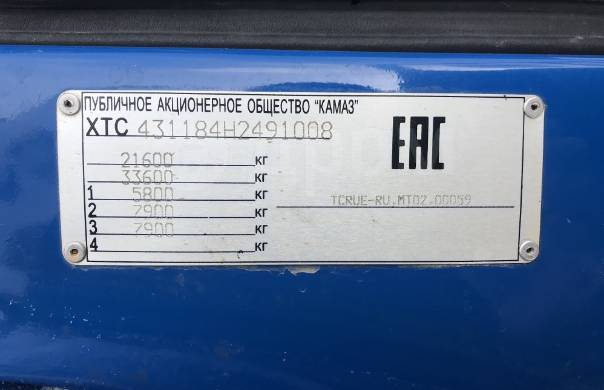 ПУБЛИЧНОЕ АКЦИОНЕРНОЕ ОБЩЕСТВО "КАМАЗ"
XTC 431184H2491008
EAC
21600 кг
33600 кг
1 5800 кг
TCRUE-RU.MT02.00059
2 7900 кг
3 7900 кг
4 кг